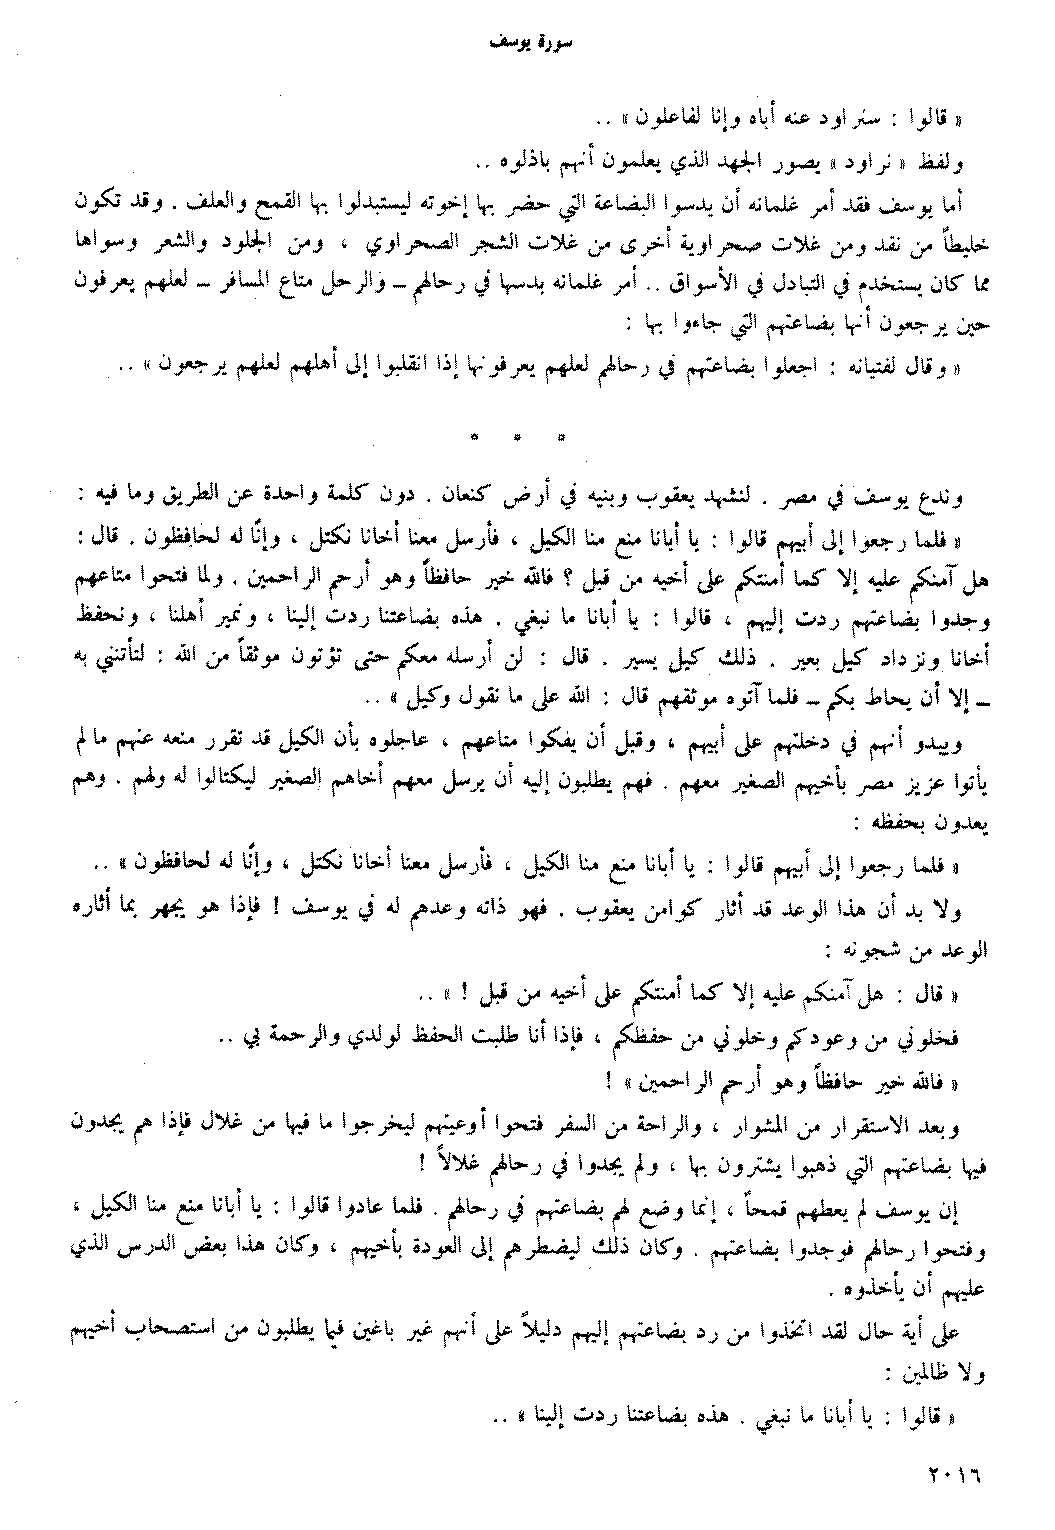 سورة يوسف
« قالوا : سنراود عنه أباه وإنا لفاعلون » ..
ولفظ « نراود » يصور الجهد الذي يعلمون أنهم باذلوه ..
أما يوسف فقد أمر غلمانه أن يدسوا البضاعة التي حضر بها إخوته ليستبدلوا بها القمح والعلف . وقد تكون
خليطاً من نقد ومن غلات صحراوية أخرى من غلات الشجر الصحراوي ، ومن الجلود والشعر وسواها
مما كان يستخدم في التبادل في الأسواق .. أمر غلمانه بدسها في رحالهم – والرحل متاع المسافر – لعلهم يعرفون
حين يرجعون أنها بضاعتهم التي جاءوا بها :
« وقال لفتيانه : اجعلوا بضاعتهم في رحالهم لعلهم يعرفونها إذا انقلبوا إلى أهلهم لعلهم يرجعون » ..
* * *
وندع يوسف في مصر . لنشهد يعقوب وبنيه في أرض كنعان . دون كلمة واحدة عن الطريق وما فيه :
« فلما رجعوا إلى أبيهم قالوا : يا أبانا منع منا الكيل ، فأرسل معنا أخانا نكتل ، وإنّا له لحافظون . قال :
هل آمنكم عليه إلا كما أمنتكم على أخيه من قبل ؟ فالله خير حافظاً وهو أرحم الراحمين . ولما فتحوا متاعهم
وجدوا بضاعتهم ردت إليهم ، قالوا : يا أبانا ما نبغي . هذه بضاعتنا ردت إلينا ، ونمير أهلنا ، ونحفظ
أخانا ونزداد كيل بعير . ذلك كيل يسير . قال : لن أرسله معكم حتى تؤتون موثقاً من الله : لتأتنني به
– إلا أن يحاط بكم – فلما آتوه موثقهم قال : الله على ما نقول وكيل » ..
ويبدو أنهم في دخلتهم على أبيهم ، وقبل أن يفكوا متاعهم ، عاجلوه بأن الكيل قد تقرر منعه عنهم مالم
يأتوا عزيز مصر بأخيهم الصغير معهم . فهم يطلبون إليه أن يرسل معهم أخاهم الصغير ليكتالوا له ولهم . وهم
يعدون بحفظه :
« فلما رجعوا إلى أبيهم قالوا : يا أبانا منع منا الكيل ، فأرسل معنا أخانا نكتل ، وإنّا له لحافظون » ..
ولا بد أن هذا الوعد قد أثار كوامن يعقوب . فهو ذاته وعدهم له في يوسف ! فإذا هو يجهر بما أثاره
الوعد من شجونه :
« قال : هل آمنكم عليه إلا كما أمنتكم على أخيه من قبل ! » ..
فخلوني من وعودكم وخلوني من حفظكم ، فإذا أنا طلبت الحفظ لولدي والرحمة بي ..
« فالله خير حافظاً وهو أرحم الراحمين » !
وبعد الاستقرار من المشوار ، والراحة من السفر فتحوا أوعيتهم ليخرجوا ما فيها من غلال فإذا هم يجدون
فيها بضاعتهم التي ذهبوا يشترون بها ، ولم يجدوا في رحالهم غلالاً !
إن يوسف لم يعطهم قمحاً ، إنما وضع لهم بضاعتهم في رحالهم . فلما عادوا قالوا : يا أبانا منع منا الكيل ،
وفتحوا رحالهم فوجدوا بضاعتهم . وكان ذلك ليضطرهم إلى العودة بأخيهم ، وكان هذا بعض الدرس الذي
عليهم أن يأخذوه .
على أية حال لقد اتخذوا من رد بضاعتهم إليهم دليلاً على أنهم غير باغين فيما يطلبون من استصحاب أخيهم
ولا ظالمين :
« قالوا : يا أبانا ما نبغي . هذه بضاعتنا ردت إلينا » ..
٢٠١٦